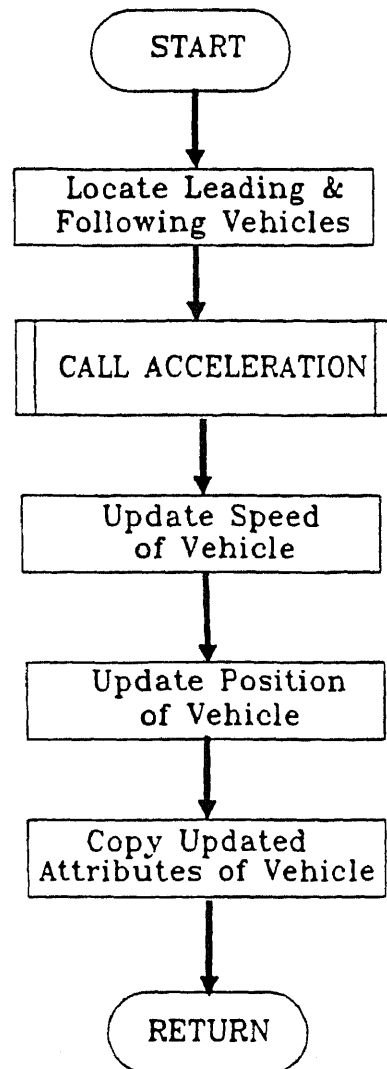 START
Locate Leading &
Following Vehicles
CALL ACCELERATION
Update Speed
of Vehicle
Update Position
of Vehicle
Copy Updated
Attributes of Vehicle
RETURN